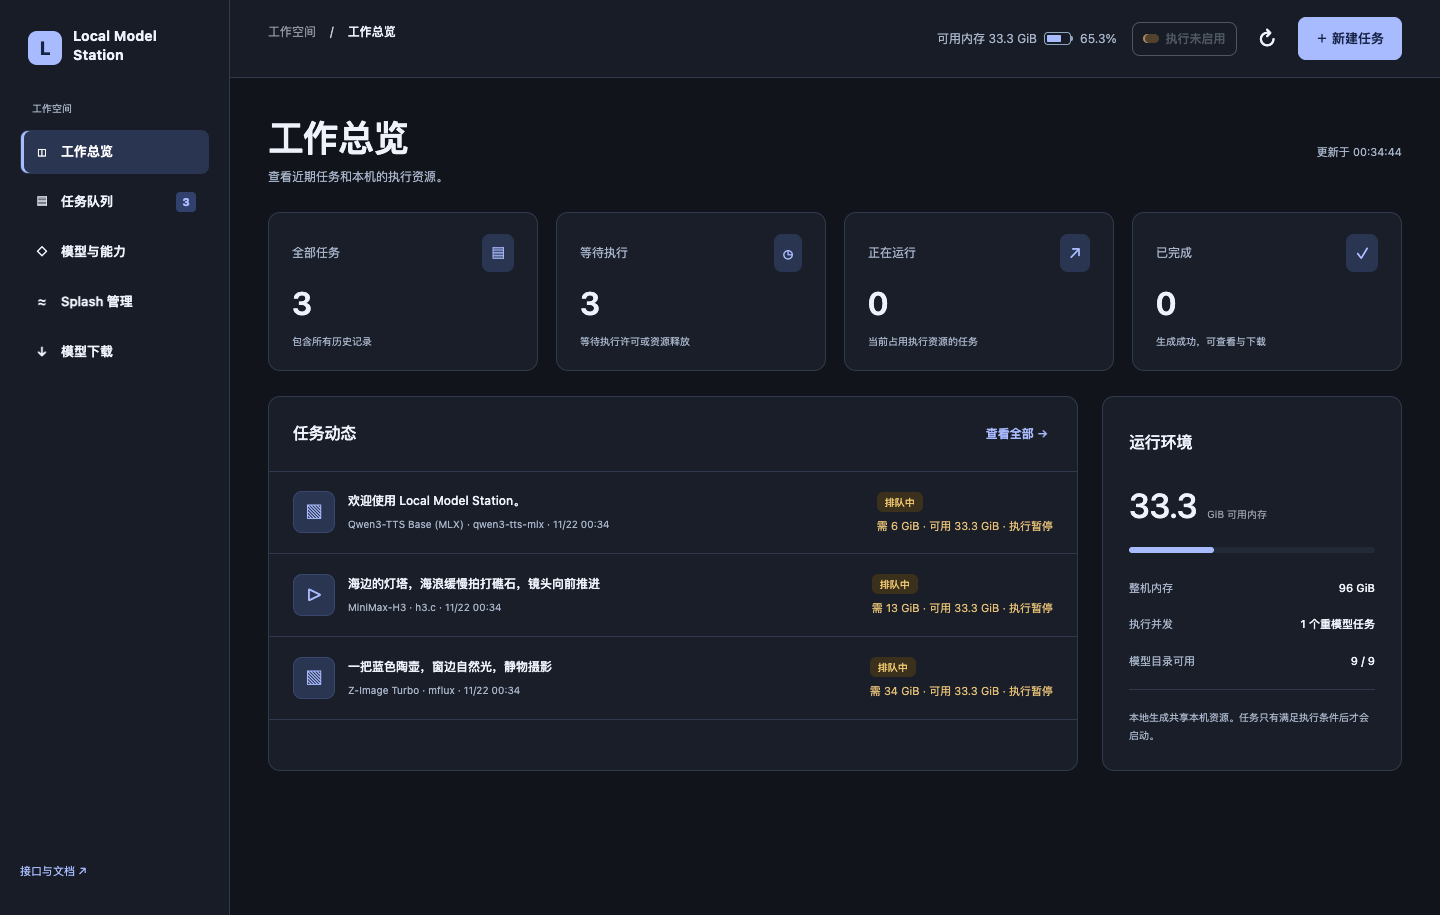 L
Local Model
Station
工作空间
工作总览
任务队列
3
模型与能力
Splash 管理
模型下载
接口与文档 ↗
工作空间 / 工作总览
可用内存 33.3 GiB 65.3%
执行未启用
+ 新建任务
工作总览
查看近期任务和本机的执行资源。
更新于 00:34:44
全部任务
3
包含所有历史记录
等待执行
3
等待执行许可或资源释放
正在运行
0
当前占用执行资源的任务
已完成
0
生成成功，可查看与下载
任务动态
查看全部 →
欢迎使用 Local Model Station。
Qwen3-TTS Base (MLX) · qwen3-tts-mlx · 11/22 00:34
排队中
需 6 GiB · 可用 33.3 GiB · 执行暂停
海边的灯塔，海浪缓慢拍打礁石，镜头向前推进
MiniMax-H3 · h3.c · 11/22 00:34
排队中
需 13 GiB · 可用 33.3 GiB · 执行暂停
一把蓝色陶壶，窗边自然光，静物摄影
Z-Image Turbo · mflux · 11/22 00:34
排队中
需 34 GiB · 可用 33.3 GiB · 执行暂停
运行环境
33.3 GiB 可用内存
整机内存 96 GiB
执行并发 1 个重模型任务
模型目录可用 9 / 9
本地生成共享本机资源。任务只有满足执行条件后才会
启动。